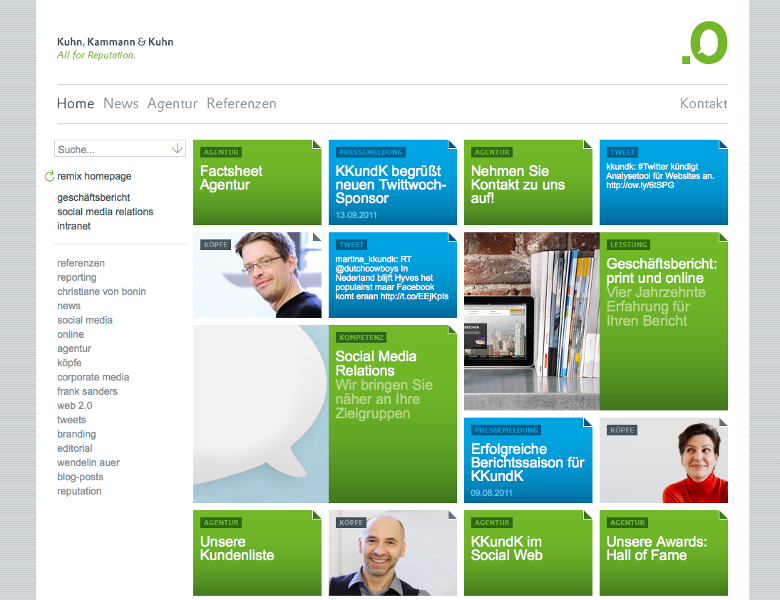 Kuhn, Kammann & Kuhn
All for Reputation.
Home News Agentur Referenzen Kontakt
Suche...
remix homepage
geschäftsbericht
social media relations
intranet
referenzen
reporting
christiane von bonin
news
social media
online
agentur
köpfe
corporate media
frank sanders
web 2.0
tweets
branding
editorial
wendelin auer
blog-posts
reputation
AGENTUR
Factsheet
Agentur
PRESSEMELDUNG
KKundK begrüßt
neuen Twittwoch-
Sponsor
13.09.2011
AGENTUR
Nehmen Sie
Kontakt zu uns
auf!
TWEET
kkundk: #Twitter kündigt
Analysetool für Websites an.
http://ow.ly/6tSPG
KÖPFE
TWEET
martina_kkundk: RT
@dutchcowboys In
Nederland blijft Hyves het
populairst maar Facebook
komt eraan http://t.co/EEjKpIs
LEISTUNG
Geschäftsbericht:
print und online
Vier Jahrzehnte
Erfahrung für
Ihren Bericht
KOMPETENZ
Social Media
Relations
Wir bringen Sie
näher an Ihre
Zielgruppen
PRESSEMELDUNG
Erfolgreiche
Berichtssaison für
KKundK
09.08.2011
KÖPFE
AGENTUR
Unsere
Kundenliste
KÖPFE
AGENTUR
KKundK im
Social Web
AGENTUR
Unsere Awards:
Hall of Fame